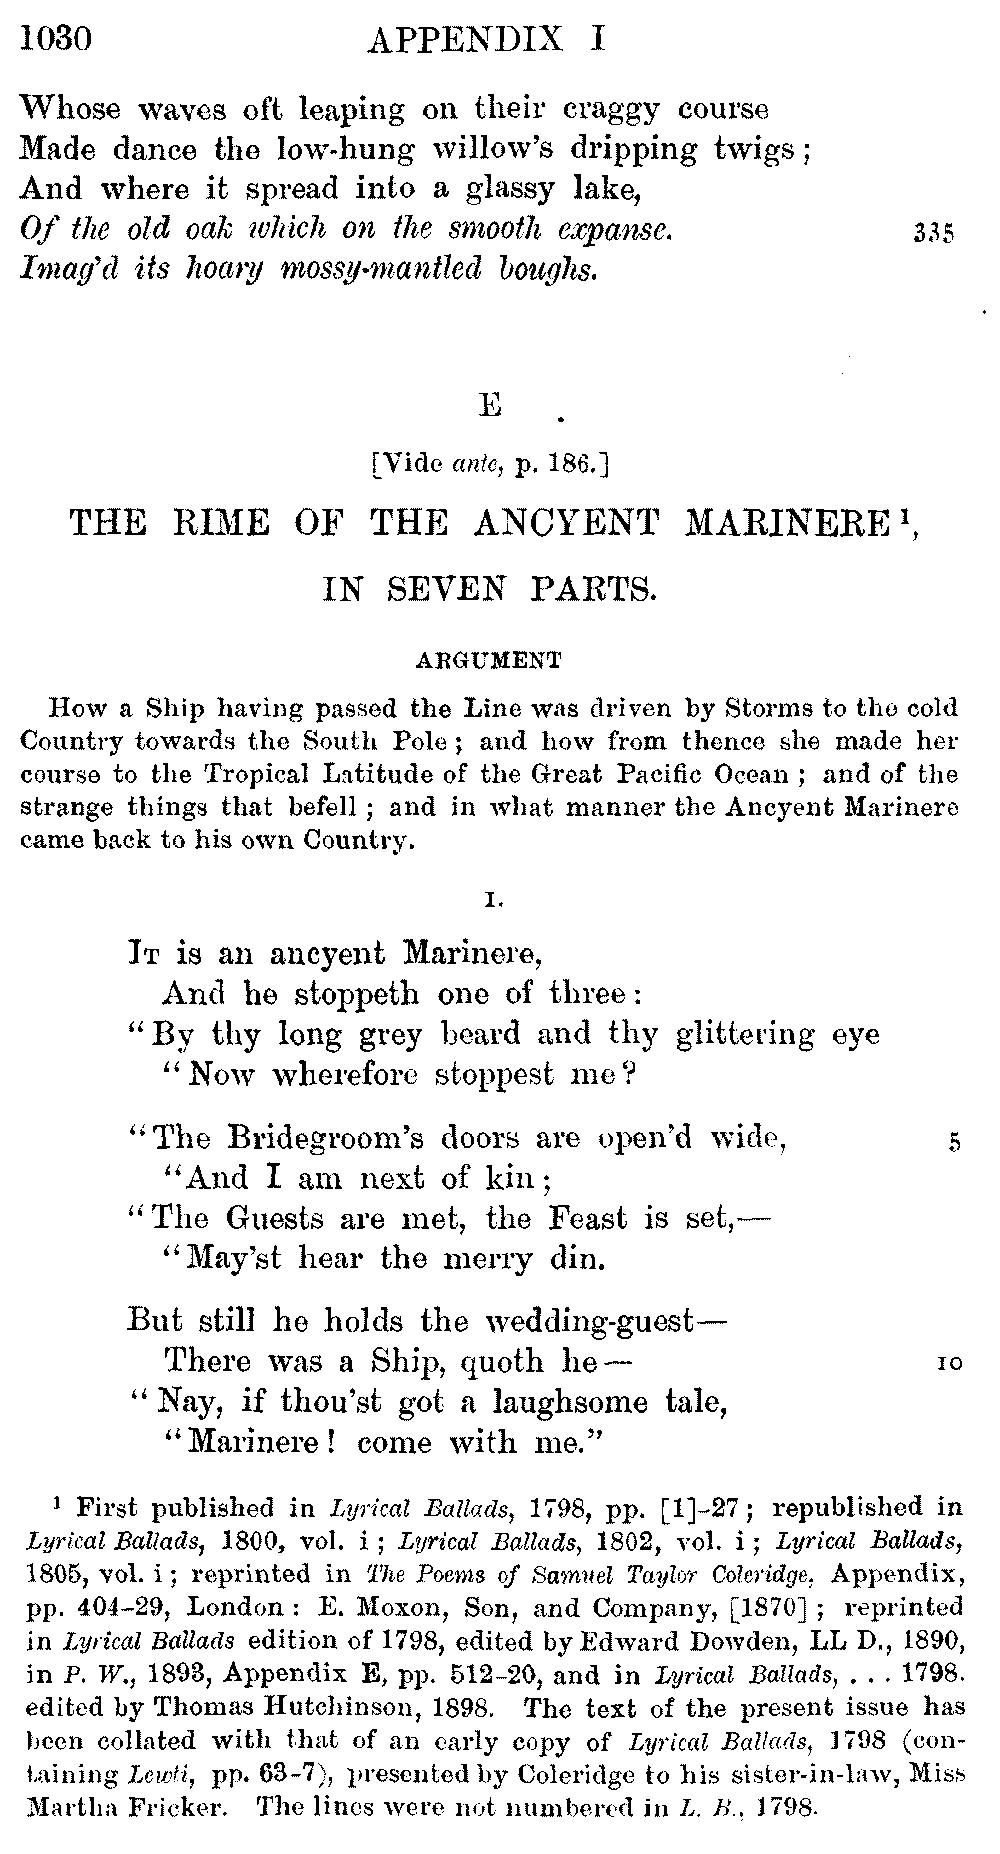 1030 APPENDIX I
Whose waves oft leaping on their craggy course
Made dance the low-hung willow's dripping twigs ;
And where it spread into a glassy lake,
Of the old oak which on the smooth expanse. 335
Imag'd its hoary mossy-mantled boughs.
E
[Vide ante, p. 186.]
THE RIME OF THE ANCYENT MARINERE ¹,
IN SEVEN PARTS.
ARGUMENT
How a Ship having passed the Line was driven by Storms to the cold
Country towards the South Pole ; and how from thence she made her
course to the Tropical Latitude of the Great Pacific Ocean ; and of the
strange things that befell ; and in what manner the Ancyent Marinere
came back to his own Country.
I.
IT is an ancyent Marinere,
And he stoppeth one of three :
“ By thy long grey beard and thy glittering eye
“ Now wherefore stoppest me ?
“ The Bridegroom's doors are open'd wide, 5
“ And I am next of kin ;
“ The Guests are met, the Feast is set,—
“ May'st hear the merry din.
But still he holds the wedding-guest—
There was a Ship, quoth he — 10
“ Nay, if thou'st got a laughsome tale,
“ Marinere ! come with me.”
¹ First published in Lyrical Ballads, 1798, pp. [1]–27 ; republished in
Lyrical Ballads, 1800, vol. i ; Lyrical Ballads, 1802, vol. i ; Lyrical Ballads,
1805, vol. i ; reprinted in The Poems of Samuel Taylor Coleridge, Appendix,
pp. 404–29, London : E. Moxon, Son, and Company, [1870] ; reprinted
in Lyrical Ballads edition of 1798, edited by Edward Dowden, LL D., 1890,
in P. W., 1893, Appendix E, pp. 512–20, and in Lyrical Ballads, . . . 1798.
edited by Thomas Hutchinson, 1898. The text of the present issue has
been collated with that of an early copy of Lyrical Ballads, 1798 (con-
taining Lewti, pp. 63–7), presented by Coleridge to his sister-in-law, Miss
Martha Fricker. The lines were not numbered in L. B., 1798.